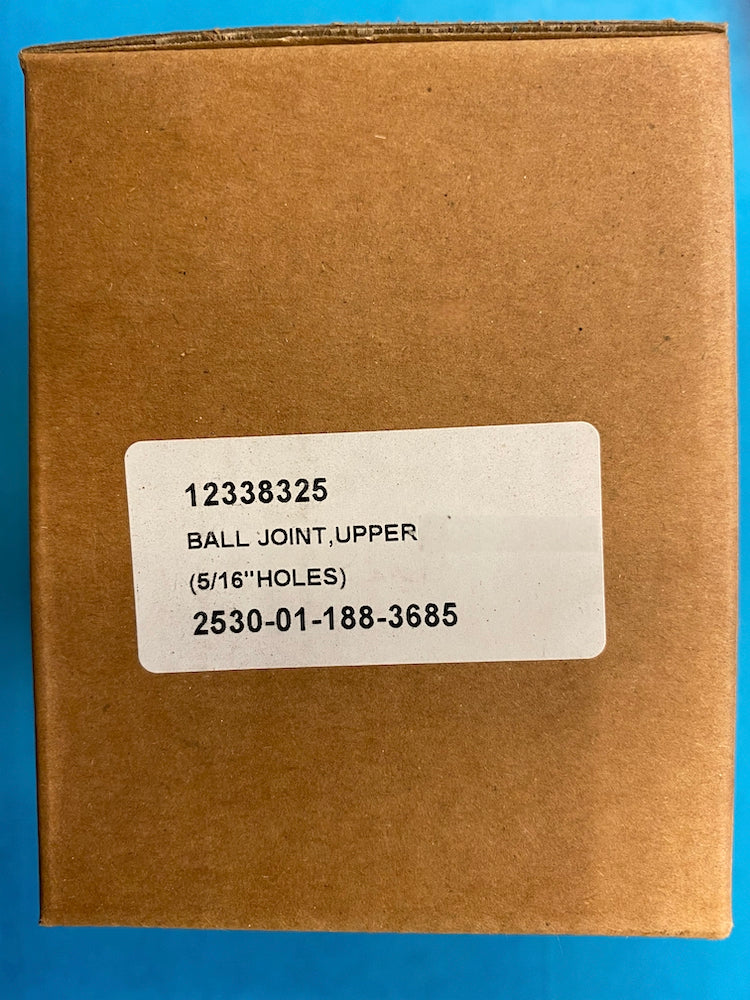 12338325
BALL JOINT,UPPER
(5/16"HOLES)
2530-01-188-3685